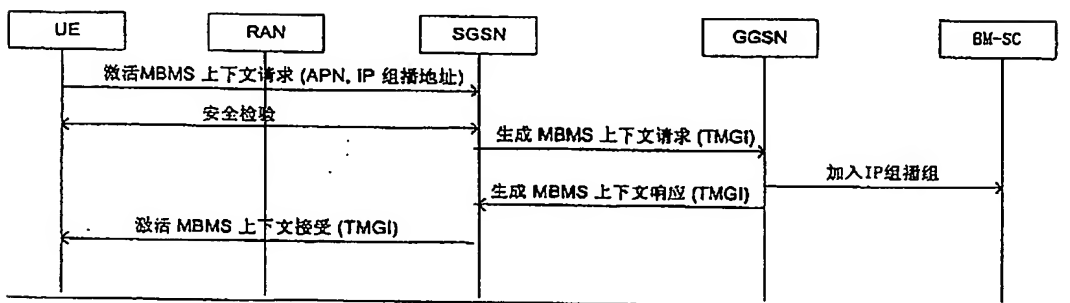 UE
RAN
SGSN
GGSN
BM-SC
激活MBMS 上下文请求 (APN, IP 组播地址)
安全检验
生成 MBMS 上下文请求 (TMGI)
加入IP组播组
生成 MBMS 上下文响应 (TMGI)
激活 MBMS 上下文接受 (TMGI)